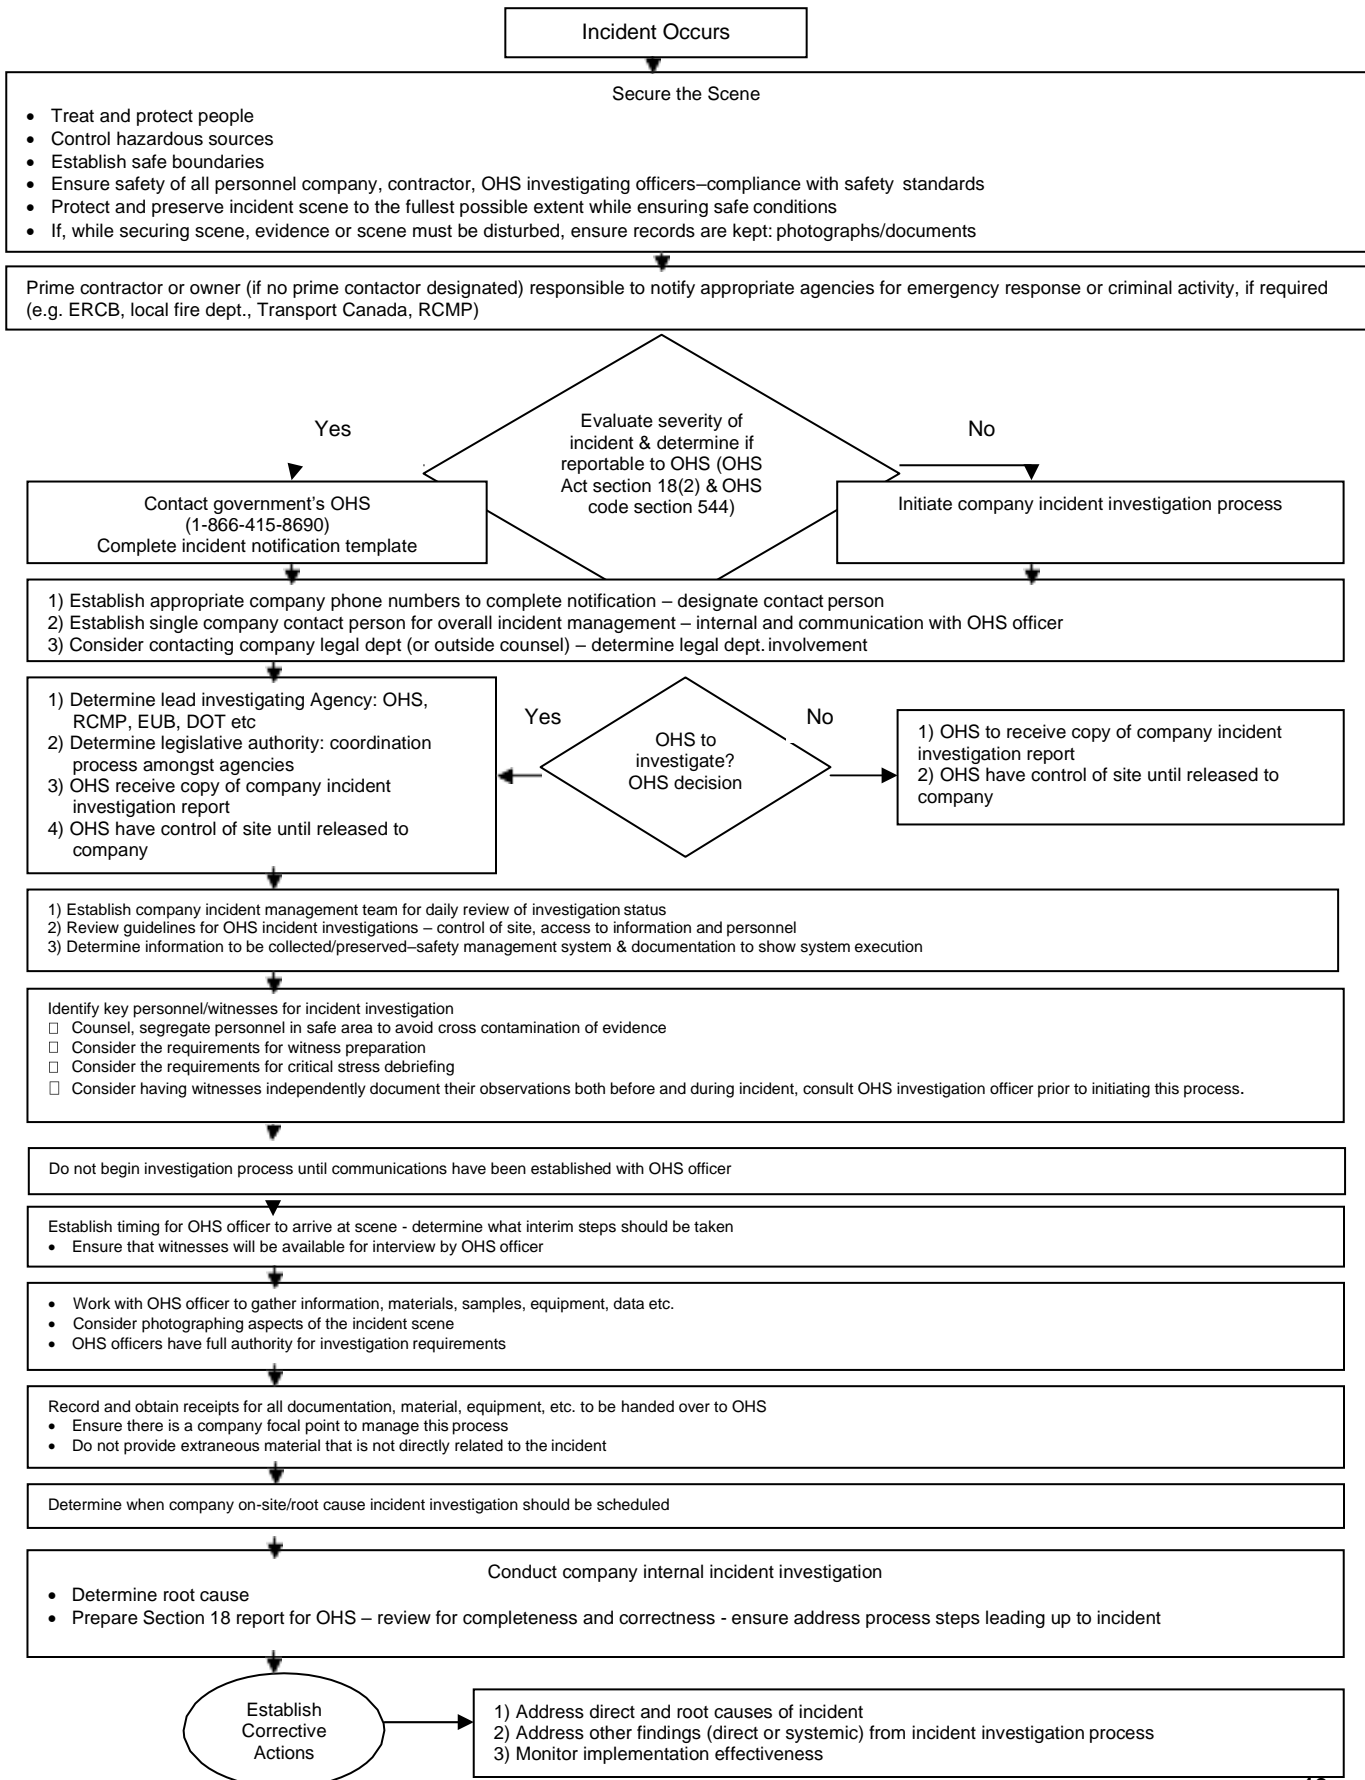 Incident Occurs
Secure the Scene
• Treat and protect people
• Control hazardous sources
• Establish safe boundaries
• Ensure safety of all personnel company, contractor, OHS investigating officers–compliance with safety standards
• Protect and preserve incident scene to the fullest possible extent while ensuring safe conditions
• If, while securing scene, evidence or scene must be disturbed, ensure records are kept: photographs/documents
Prime contractor or owner (if no prime contactor designated) responsible to notify appropriate agencies for emergency response or criminal activity, if required
(e.g. ERCB, local fire dept., Transport Canada, RCMP)
Yes
Evaluate severity of
incident & determine if
reportable to OHS (OHS
Act section 18(2) & OHS
code section 544)
No
Contact government's OHS
(1-866-415-8690)
Complete incident notification template
Initiate company incident investigation process
1) Establish appropriate company phone numbers to complete notification – designate contact person
2) Establish single company contact person for overall incident management – internal and communication with OHS officer
3) Consider contacting company legal dept (or outside counsel) – determine legal dept. involvement
1) Determine lead investigating Agency: OHS,
RCMP, EUB, DOT etc
2) Determine legislative authority: coordination
process amongst agencies
3) OHS receive copy of company incident
investigation report
4) OHS have control of site until released to
company
Yes
OHS to
investigate?
OHS decision
No
1) OHS to receive copy of company incident
investigation report
2) OHS have control of site until released to
company
1) Establish company incident management team for daily review of investigation status
2) Review guidelines for OHS incident investigations – control of site, access to information and personnel
3) Determine information to be collected/preserved–safety management system & documentation to show system execution
Identify key personnel/witnesses for incident investigation
Counsel, segregate personnel in safe area to avoid cross contamination of evidence
Consider the requirements for witness preparation
Consider the requirements for critical stress debriefing
Consider having witnesses independently document their observations both before and during incident, consult OHS investigation officer prior to initiating this process.
Do not begin investigation process until communications have been established with OHS officer
Establish timing for OHS officer to arrive at scene - determine what interim steps should be taken
• Ensure that witnesses will be available for interview by OHS officer
• Work with OHS officer to gather information, materials, samples, equipment, data etc.
• Consider photographing aspects of the incident scene
• OHS officers have full authority for investigation requirements
Record and obtain receipts for all documentation, material, equipment, etc. to be handed over to OHS
• Ensure there is a company focal point to manage this process
• Do not provide extraneous material that is not directly related to the incident
Determine when company on-site/root cause incident investigation should be scheduled
Conduct company internal incident investigation
• Determine root cause
• Prepare Section 18 report for OHS – review for completeness and correctness - ensure address process steps leading up to incident
Establish
Corrective
Actions
1) Address direct and root causes of incident
2) Address other findings (direct or systemic) from incident investigation process
3) Monitor implementation effectiveness